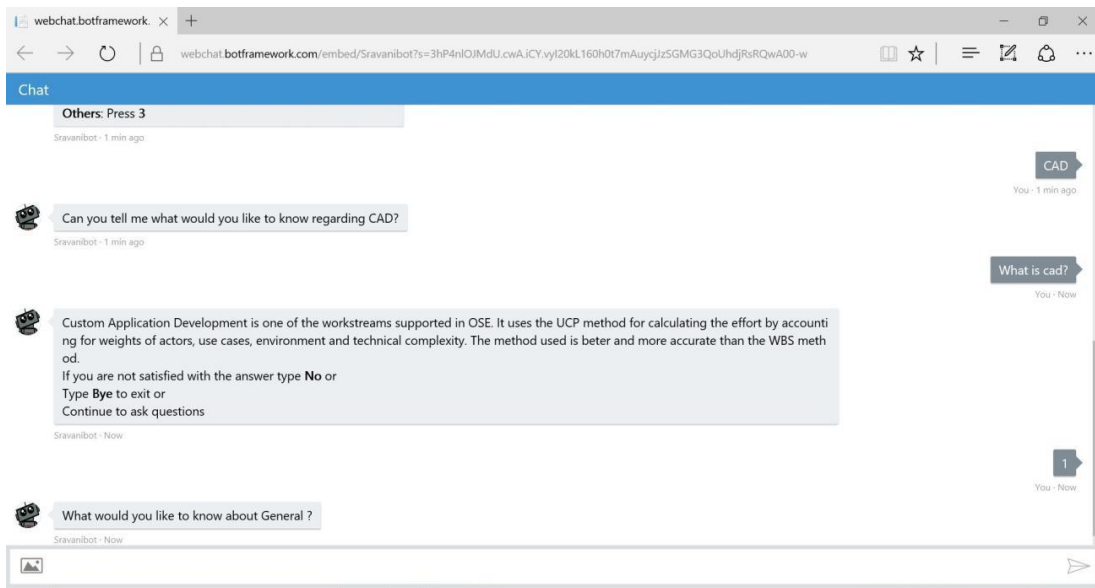 webchat.botframework.
webchat.botframework.com/embed/Sravanibot?s=3hP4nlOJMdU.cwA.iCY.vyI20kL160h0t7mAuycjJzSGMG3QoUhdjRsRQwA00-w
Chat
Others: Press 3
Sravanibot - 1 min ago
CAD
You - 1 min ago
Can you tell me what would you like to know regarding CAD?
Sravanibot - 1 min ago
What is cad?
You - Now
Custom Application Development is one of the workstreams supported in OSE. It uses the UCP method for calculating the effort by accounti
ng for weights of actors, use cases, environment and technical complexity. The method used is beter and more accurate than the WBS meth
od.
If you are not satisfied with the answer type No or
Type Bye to exit or
Continue to ask questions
Sravanibot - Now
1
You - Now
What would you like to know about General ?
Sravanibot - Now